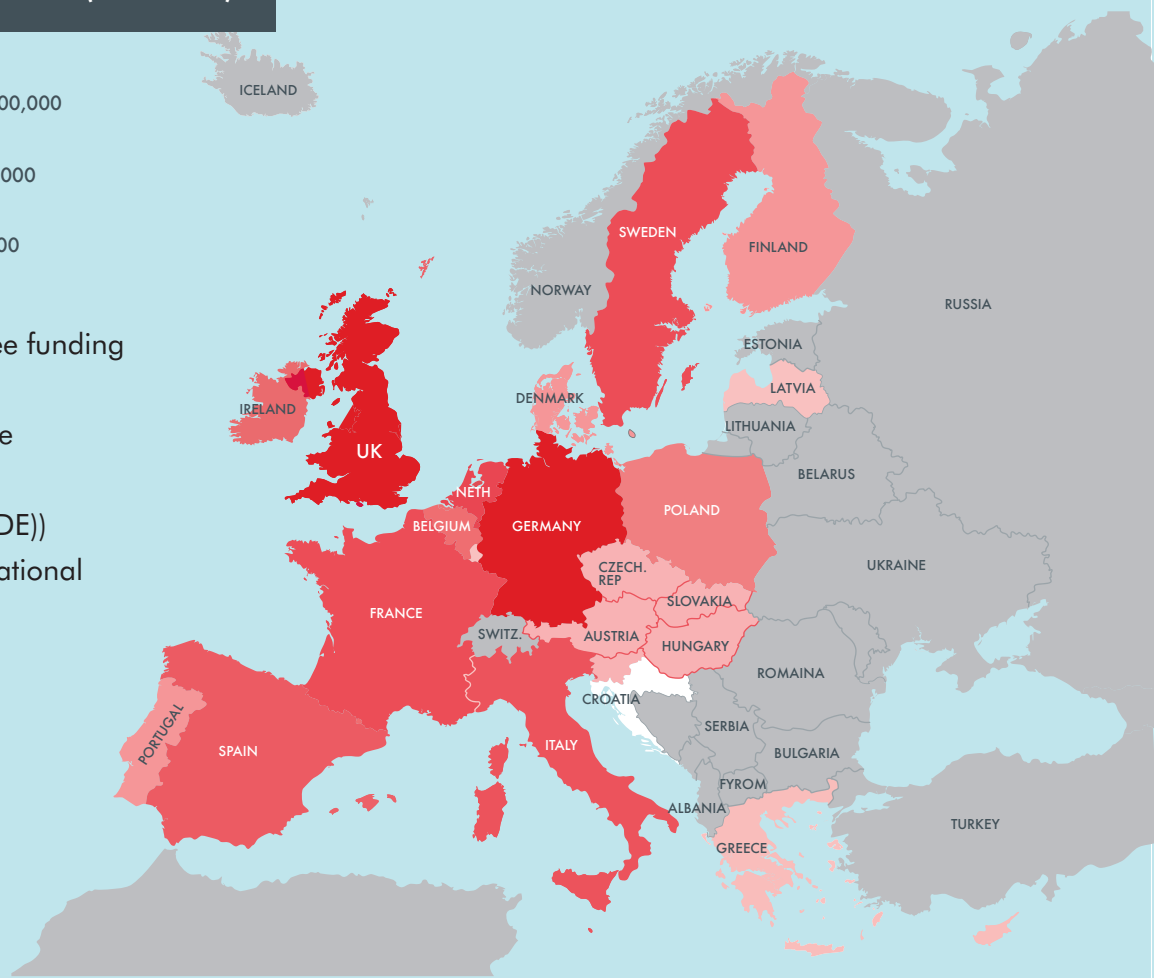 ICELAND
00,000
000
00
SWEDEN
FINLAND
NORWAY
RUSSIA
ee funding
ESTONIA
LATVIA
DENMARK
IRELAND
LITHUANIA
e
UK
BELARUS
NETH
POLAND
DE))
BELGIUM
GERMANY
UKRAINE
ational
CZECH.
REP
SLOVAKIA
FRANCE
SWITZ.
AUSTRIA
HUNGARY
ROMAINA
CROATIA
PORTUGAL
SERBIA
SPAIN
ITALY
BULGARIA
FYROM
ALBANIA
TURKEY
GREECE